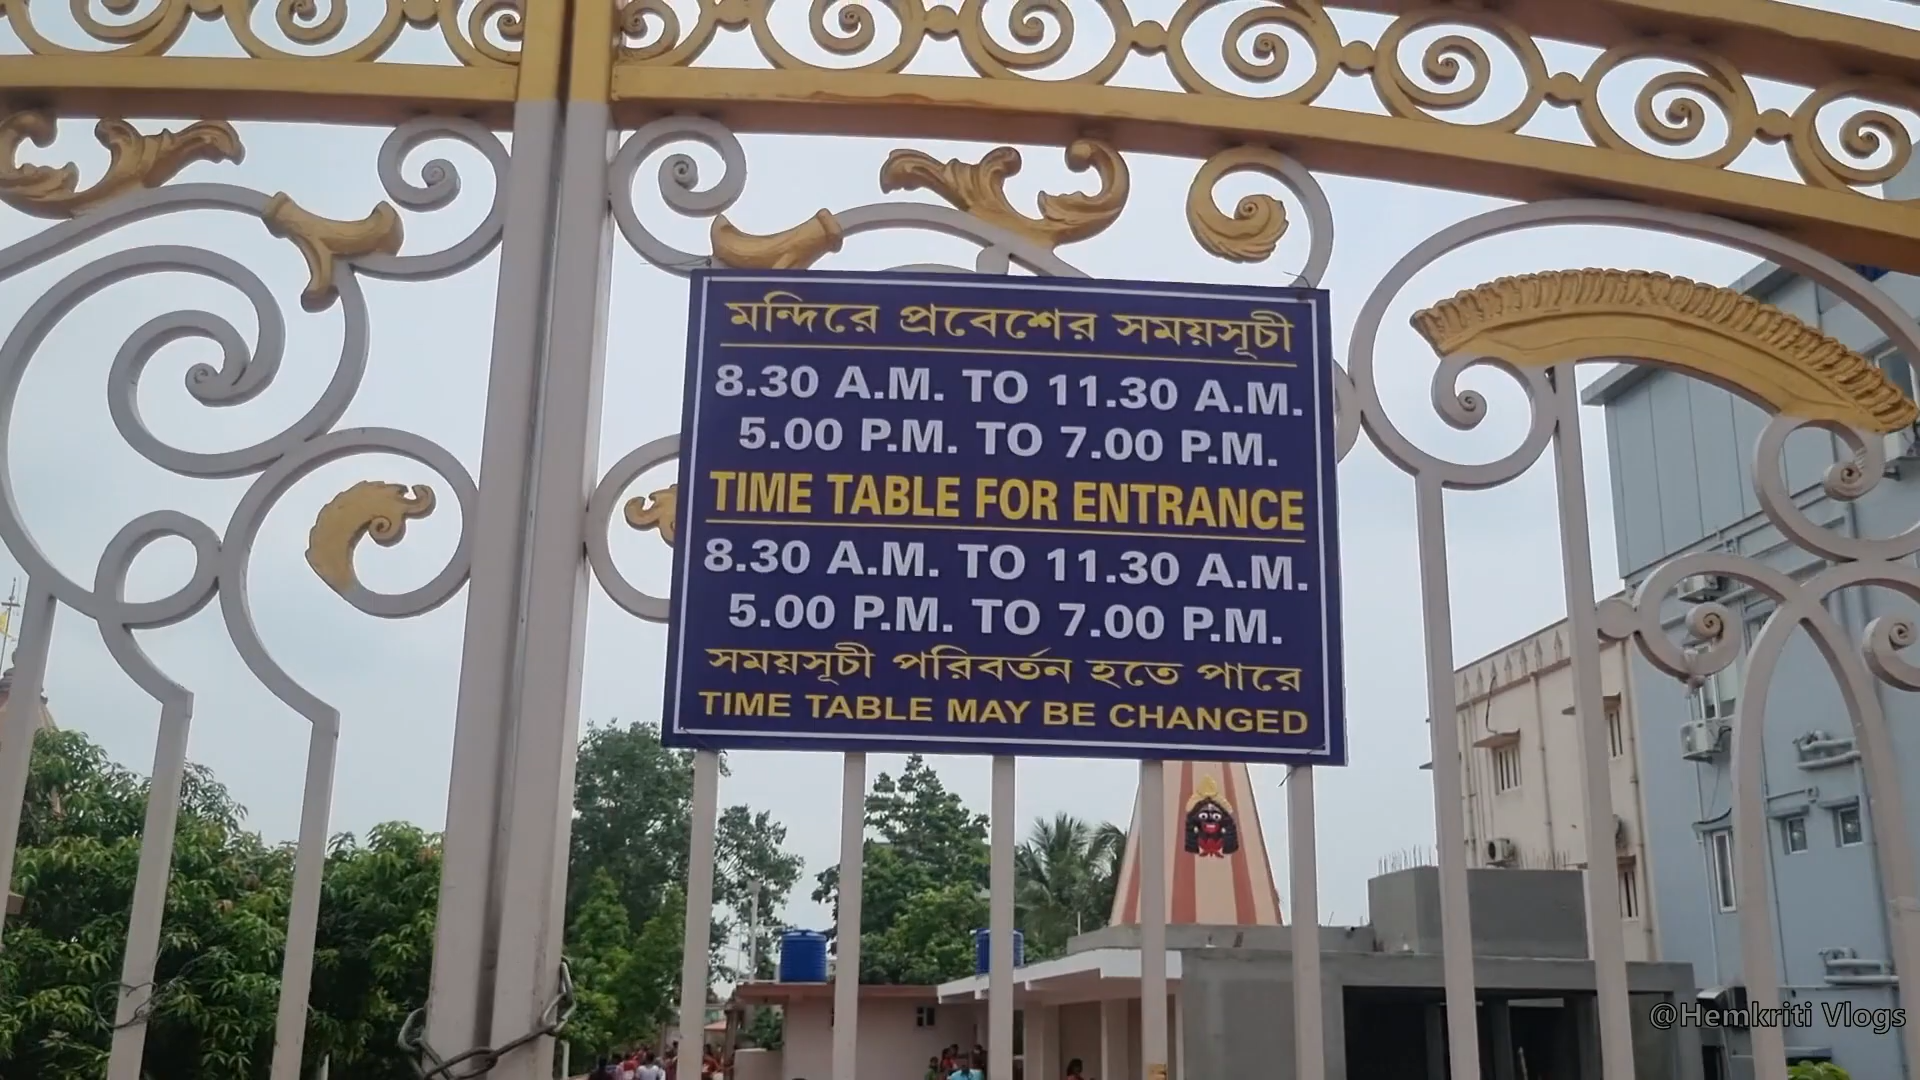 মন্দিরে প্রবেশের সময়সূচী
8.30 A.M. TO 11.30 A.M.
5.00 P.M. TO 7.00 P.M.
TIME TABLE FOR ENTRANCE
8.30 A.M. TO 11.30 A.M.
5.00 P.M. TO 7.00 P.M.
সময়সূচী পরিবর্তন হতে পারে
TIME TABLE MAY BE CHANGED
@Hemkriti Vlogs